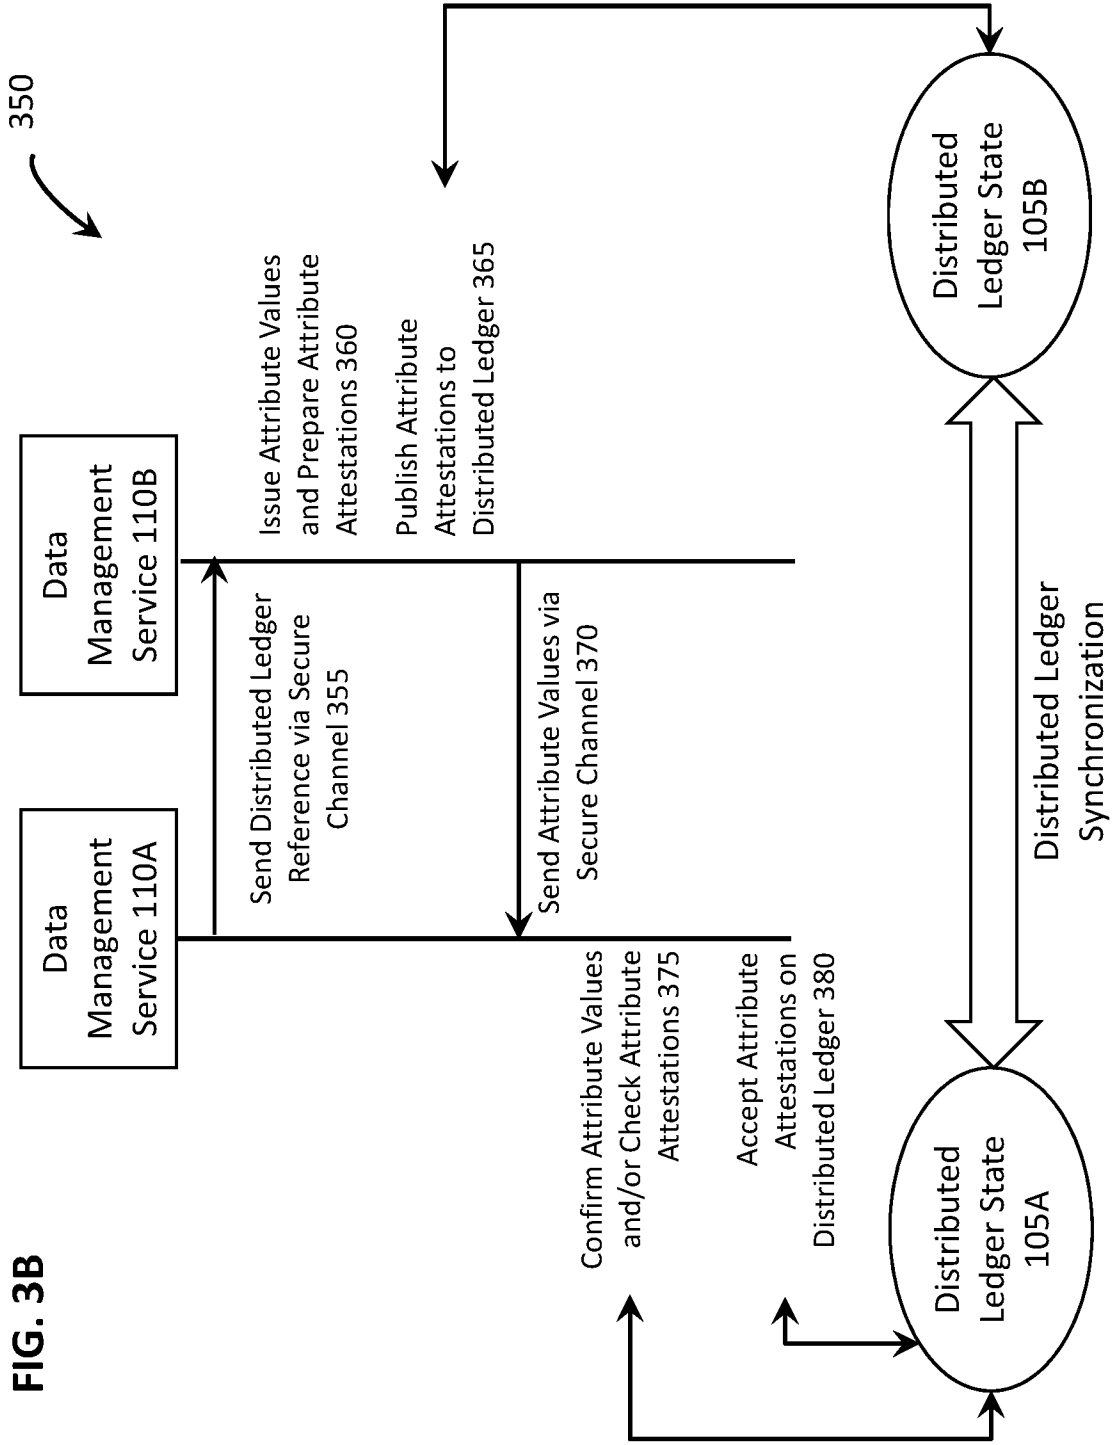 FIG. 3B
350
Data
Management
Service 110A
Data
Management
Service 110B
Send Distributed Ledger
Reference via Secure
Channel 355
Issue Attribute Values
and Prepare Attribute
Attestations 360
Publish Attribute
Attestations to
Distributed Ledger 365
Send Attribute Values via
Secure Channel 370
Confirm Attribute Values
and/or Check Attribute
Attestations 375
Accept Attribute
Attestations on
Distributed Ledger 380
Distributed
Ledger State
105A
Distributed Ledger
Synchronization
Distributed
Ledger State
105B